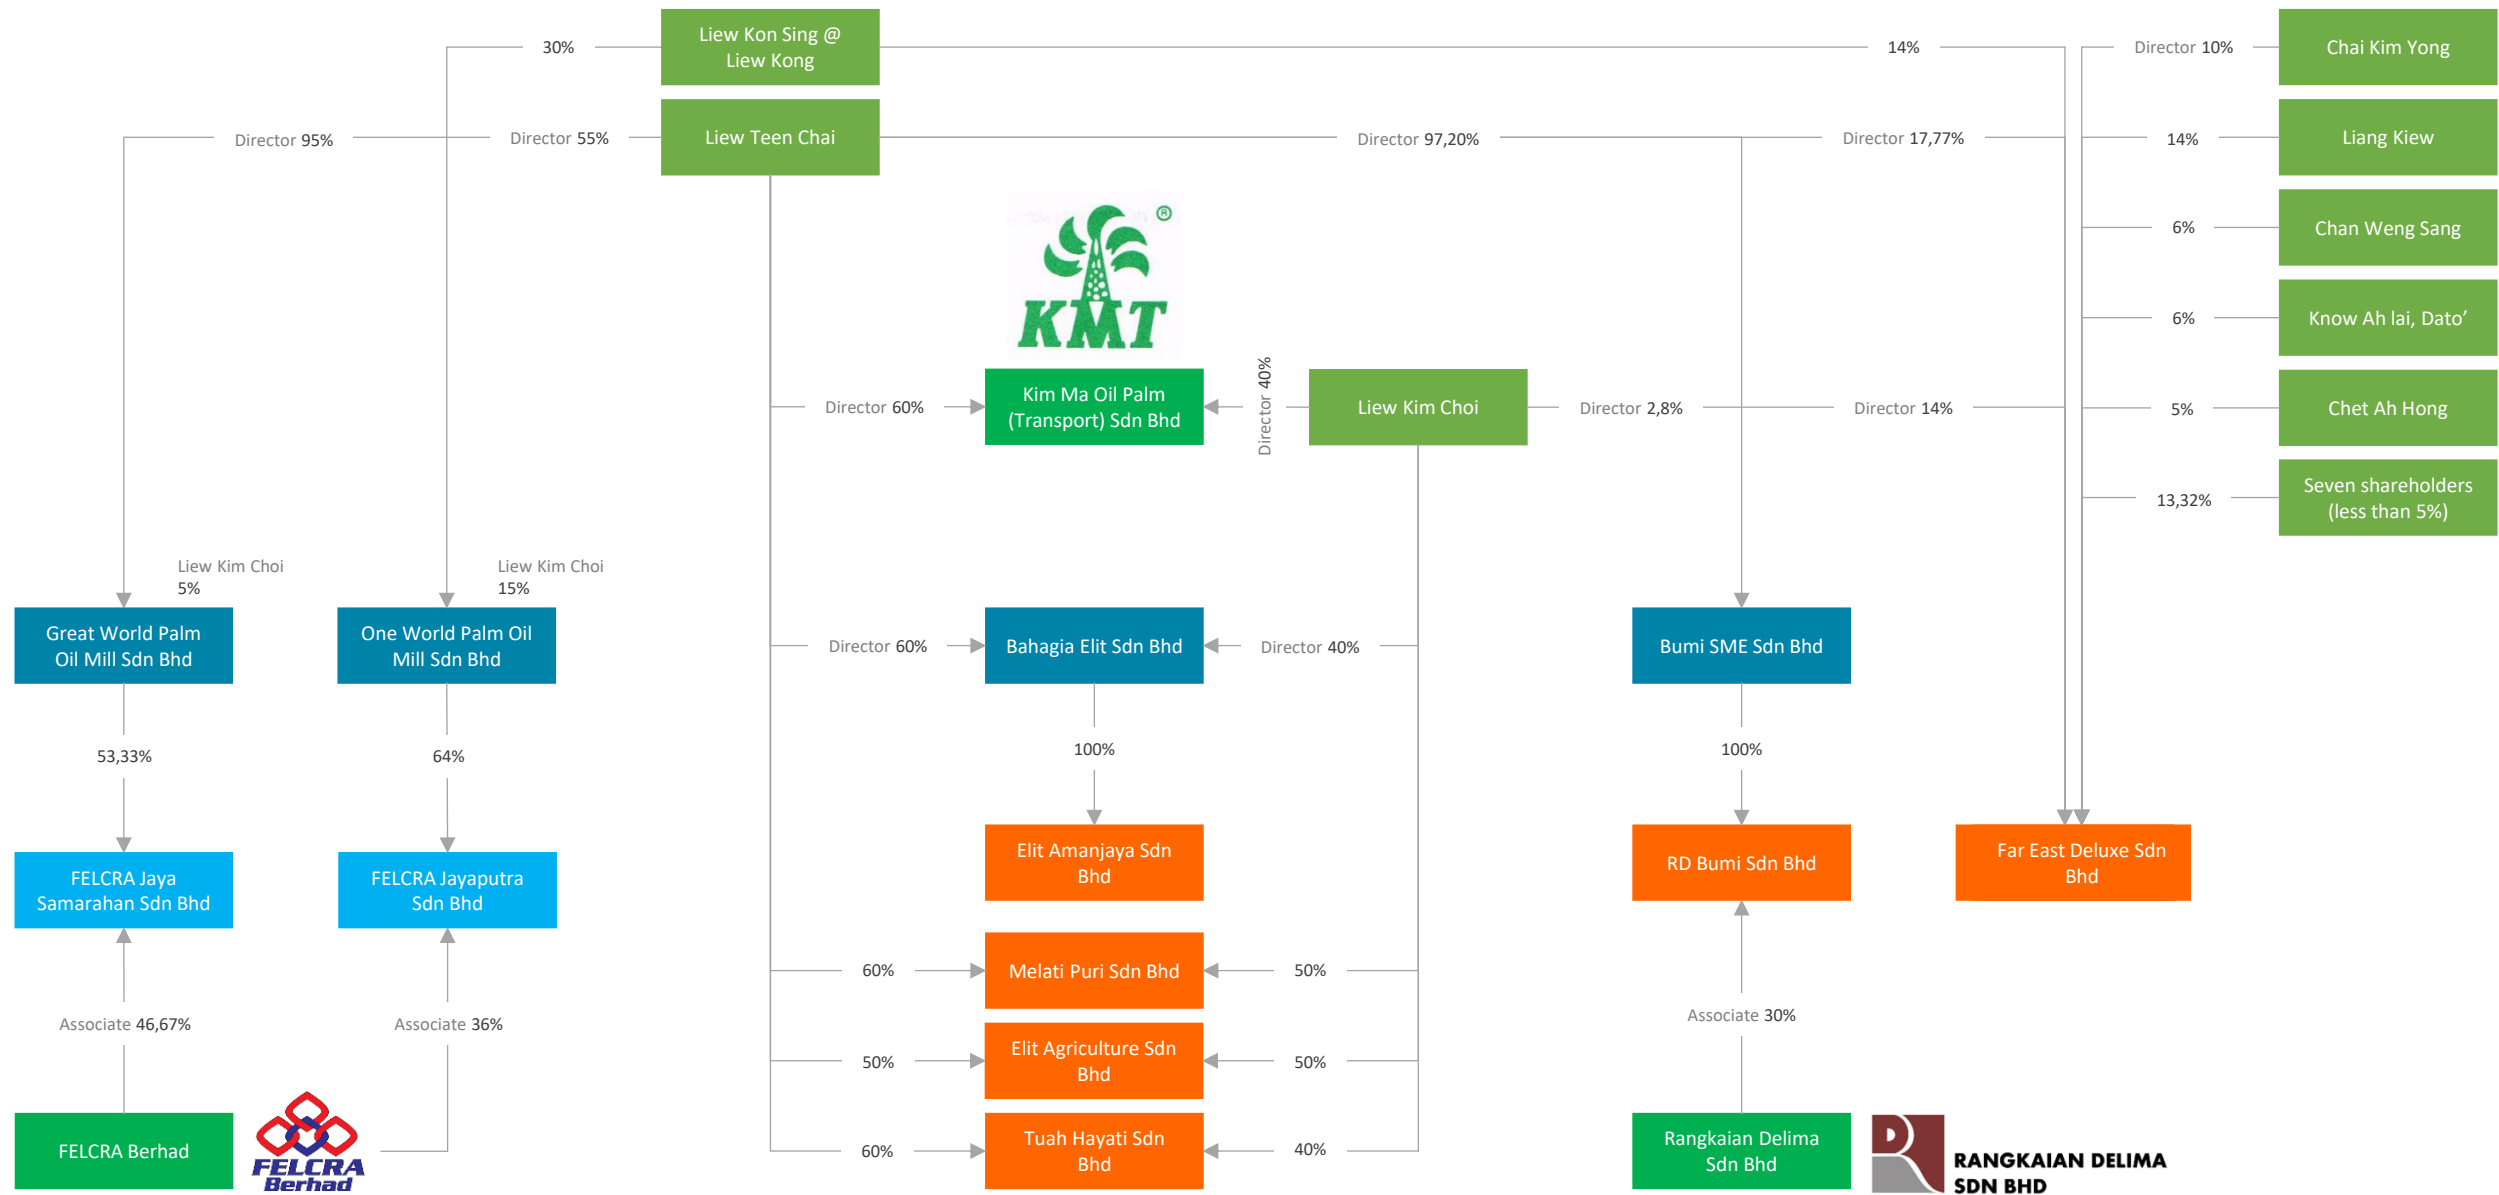 Liew Kon Sing @
Liew Kong
30%
14%
Director 10%
Chai Kim Yong
Director 95%
Director 55%
Liew Teen Chai
Director 97,20%
Director 17,77%
14%
Liang Kiew
®
KMT
6%
Chan Weng Sang
6%
Know Ah lai, Dato’
Director 60%
Kim Ma Oil Palm
(Transport) Sdn Bhd
Director 40%
Liew Kim Choi
Director 2,8%
Director 14%
5%
Chet Ah Hong
13,32%
Seven shareholders
(less than 5%)
Liew Kim Choi
5%
Liew Kim Choi
15%
Great World Palm
Oil Mill Sdn Bhd
One World Palm Oil
Mill Sdn Bhd
Director 60%
Bahagia Elit Sdn Bhd
Director 40%
Bumi SME Sdn Bhd
53,33%
64%
100%
100%
FELCRA Jaya
Samarahan Sdn Bhd
FELCRA Jayaputra
Sdn Bhd
Elit Amanjaya Sdn
Bhd
RD Bumi Sdn Bhd
Far East Deluxe Sdn
Bhd
60%
Melati Puri Sdn Bhd
50%
Associate 46,67%
Associate 36%
50%
Elit Agriculture Sdn
Bhd
50%
Associate 30%
FELCRA Berhad
FELCRA
Berhad
60%
Tuah Hayati Sdn
Bhd
40%
Rangkaian Delima
Sdn Bhd
RANGKAIAN DELIMA
SDN BHD